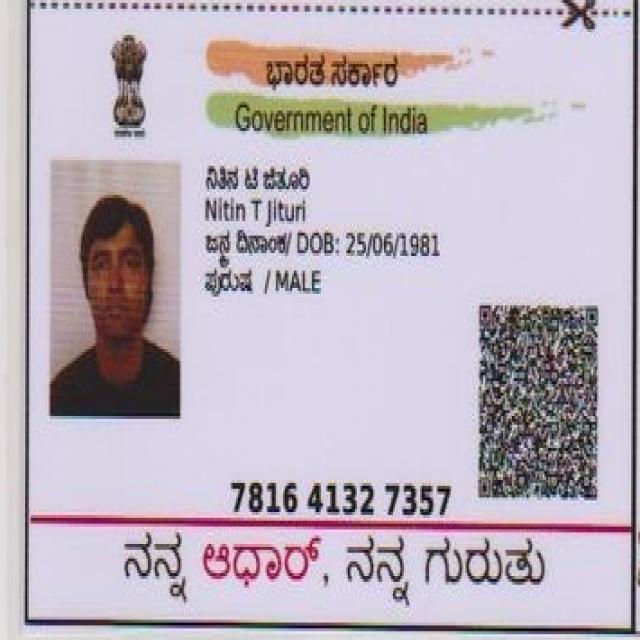 ಭಾರತ ಸರ್ಕಾರ
Government of India
ನಿತಿನ ಟಿ ಜಿತೂರಿ
Nitin T Jituri
ಜನ್ಮ ದಿನಾಂಕ/ DOB: 25/06/1981
ಪುರುಷ / MALE
7816 4132 7357
ನನ್ನ ಆಧಾರ್, ನನ್ನ ಗುರುತು